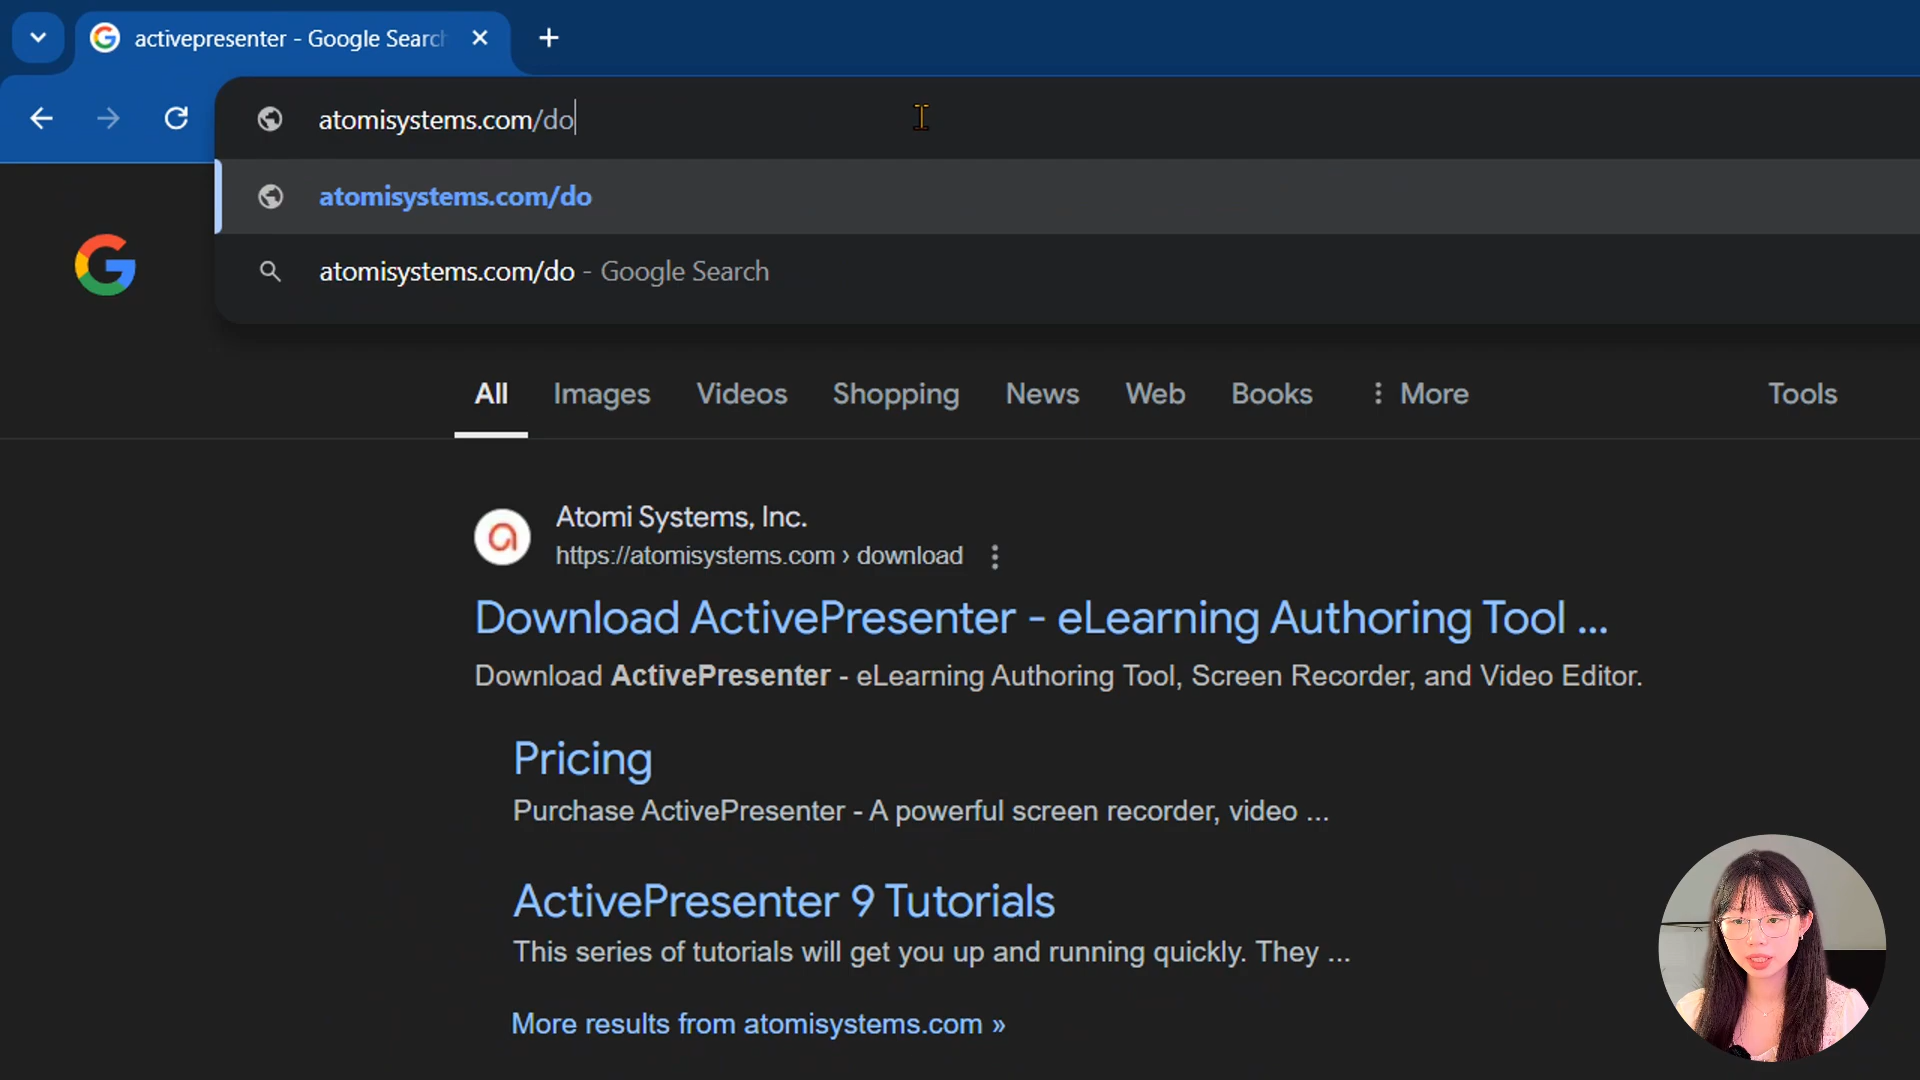 activepresenter - Google Searc
atomisystems.com/do
atomisystems.com/do
atomisystems.com/do - Google Search
All Images Videos Shopping News Web Books More Tools
Atomi Systems, Inc.
https://atomisystems.com › download
Download ActivePresenter - eLearning Authoring Tool ...
Download ActivePresenter - eLearning Authoring Tool, Screen Recorder, and Video Editor.
Pricing
Purchase ActivePresenter - A powerful screen recorder, video ...
ActivePresenter 9 Tutorials
This series of tutorials will get you up and running quickly. They ...
More results from atomisystems.com »